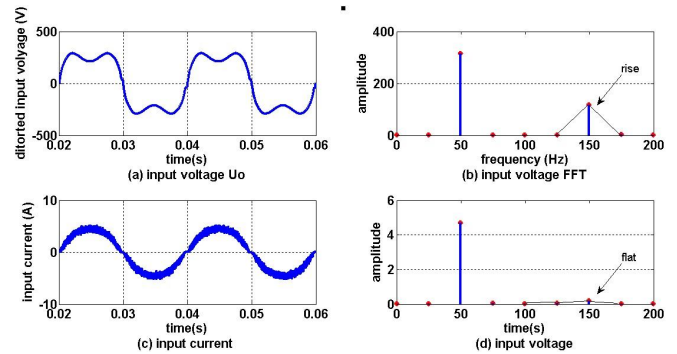 ditorted input volyage (V)
500
0
-500
0.02
0.03
0.04
0.05
0.06
time(s)
(a) input voltage Uo
amplitude
400
200
0
0
50
100
150
200
rise
frequency (Hz)
(b) input voltage FFT
input current (A)
10
0
-10
0.02
0.03
0.04
0.05
0.06
time(s)
(c) input current
amplitude
6
4
2
0
0
50
100
150
200
flat
time(s)
(d) input voltage